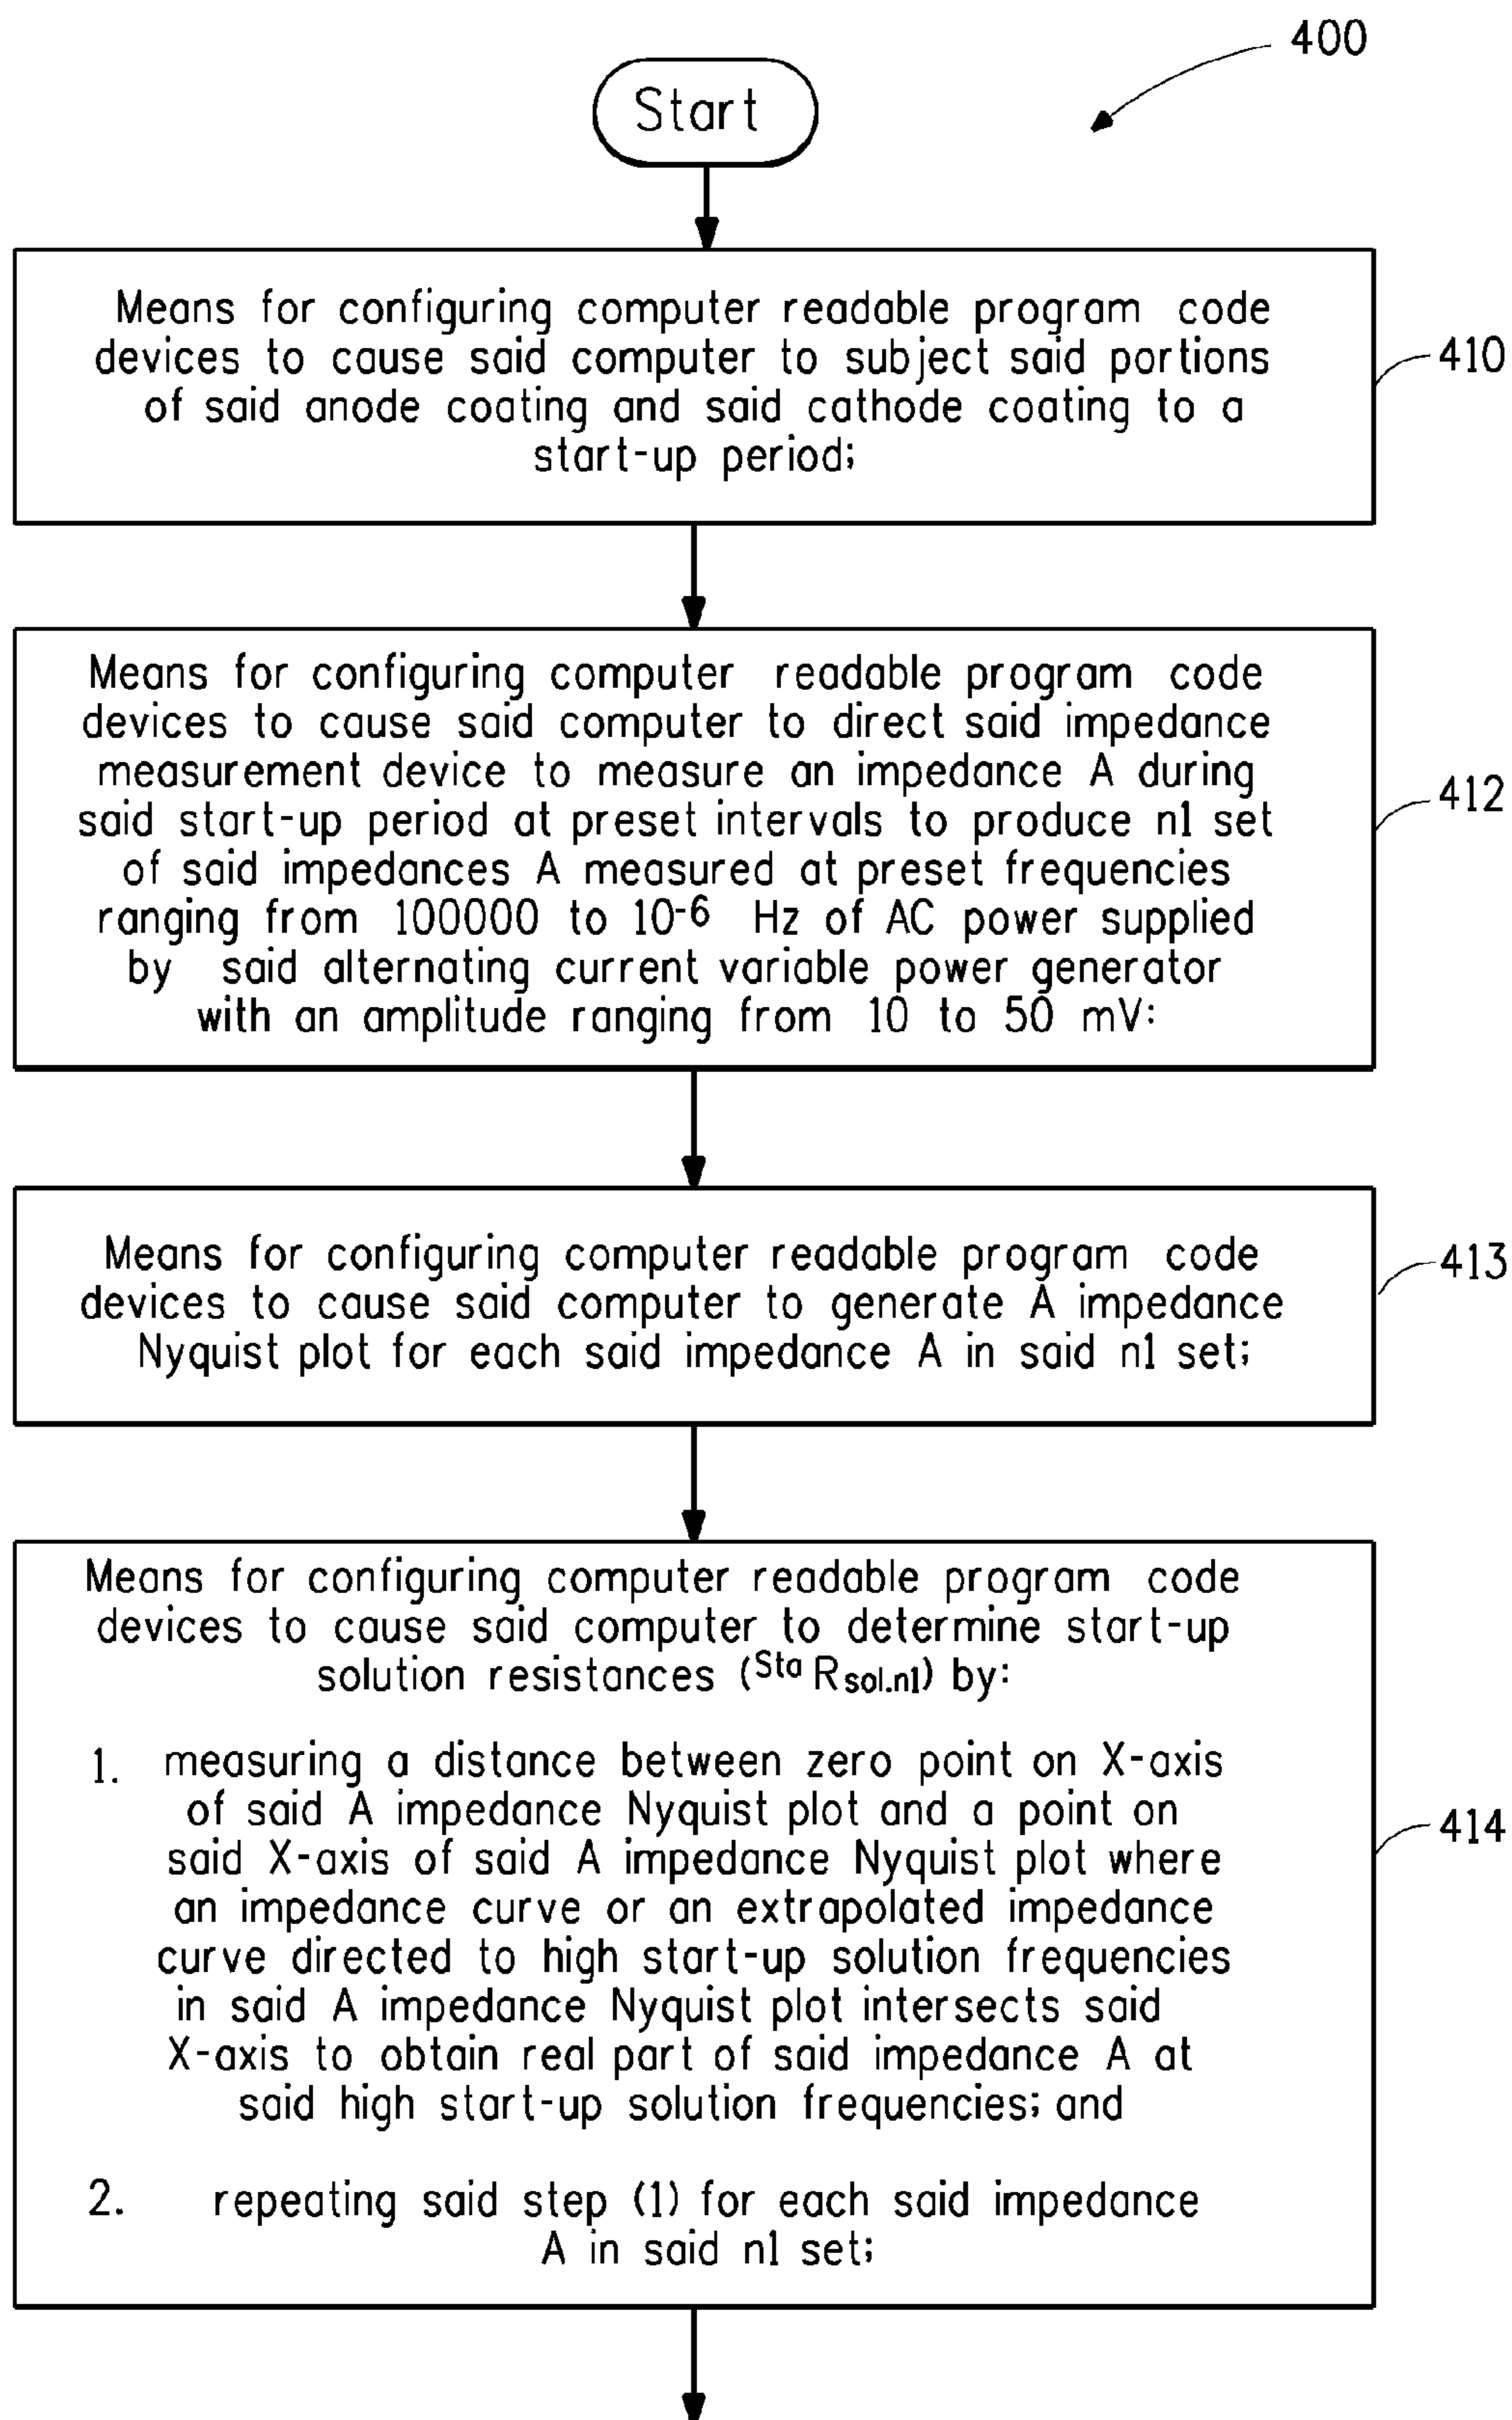 400
Start
Means for configuring computer readable program code
devices to cause said computer to subject said portions
of said anode coating and said cathode coating to a
start-up period;
410
Means for configuring computer readable program code
devices to cause said computer to direct said impedance
measurement device to measure an impedance A during
said start-up period at preset intervals to produce n1 set
of said impedances A measured at preset frequencies
ranging from 100000 to 10-6 Hz of AC power supplied
by said alternating current variable power generator
with an amplitude ranging from 10 to 50 mV:
412
Means for configuring computer readable program code
devices to cause said computer to generate A impedance
Nyquist plot for each said impedance A in said n1 set;
413
Means for configuring computer readable program code
devices to cause said computer to determine start-up
solution resistances (Sta Rsol.n1) by:
1. measuring a distance between zero point on X-axis
of said A impedance Nyquist plot and a point on
said X-axis of said A impedance Nyquist plot where
an impedance curve or an extrapolated impedance
curve directed to high start-up solution frequencies
in said A impedance Nyquist plot intersects said
X-axis to obtain real part of said impedance A at
said high start-up solution frequencies; and
2. repeating said step (1) for each said impedance
A in said n1 set;
414